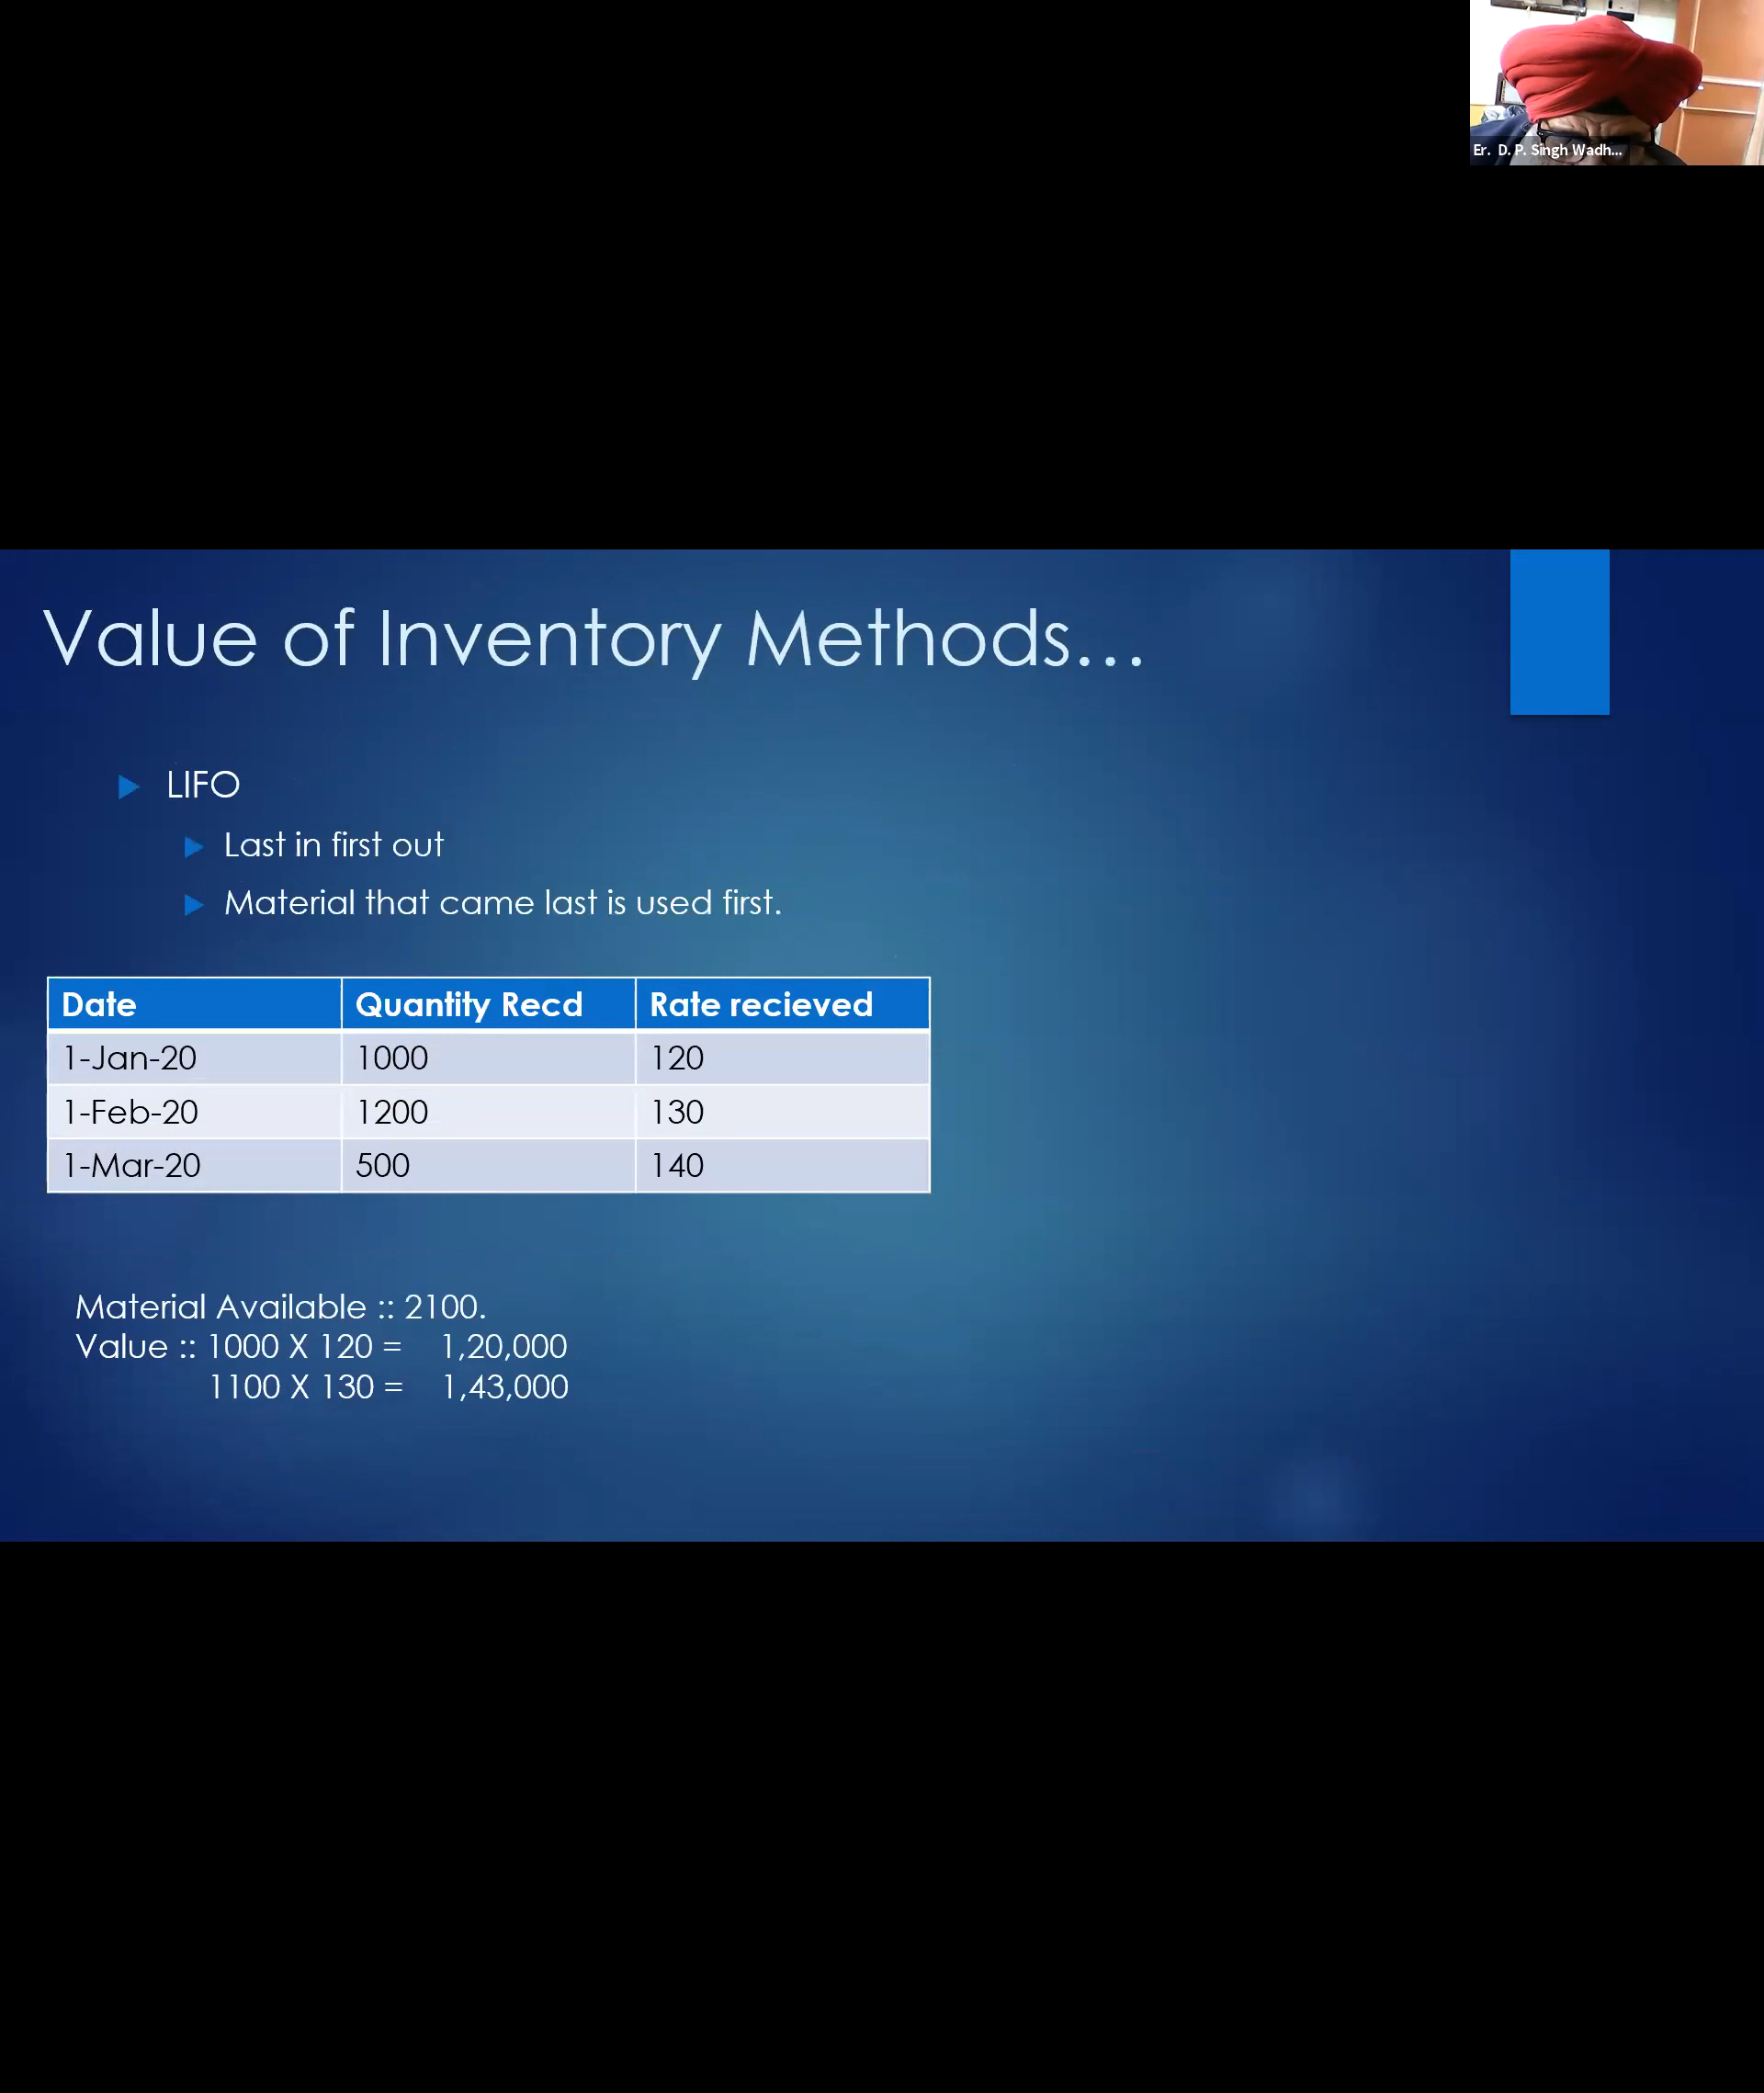 Er. D. P. Singh Wadh...
Value of Inventory Methods...
LIFO
Last in first out
Material that came last is used first.
Date Quantity Recd Rate recieved
1-Jan-20 1000 120
1-Feb-20 1200 130
1-Mar-20 500 140
Material Available :: 2100.
Value :: 1000 X 120 = 1,20,000
1100 X 130 = 1,43,000